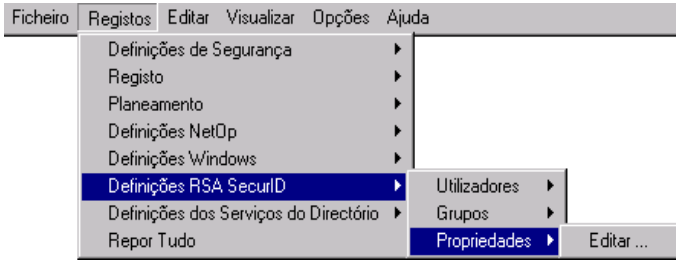 Ficheiro Registos Editar Visualizar Opções Ajuda
Definições de Segurança
Registo
Planeamento
Definições NetOp
Definições Windows
Definições RSA SecurID Utilizadores
Definições dos Serviços do Directório Grupos
Repor Tudo Propriedades Editar ...